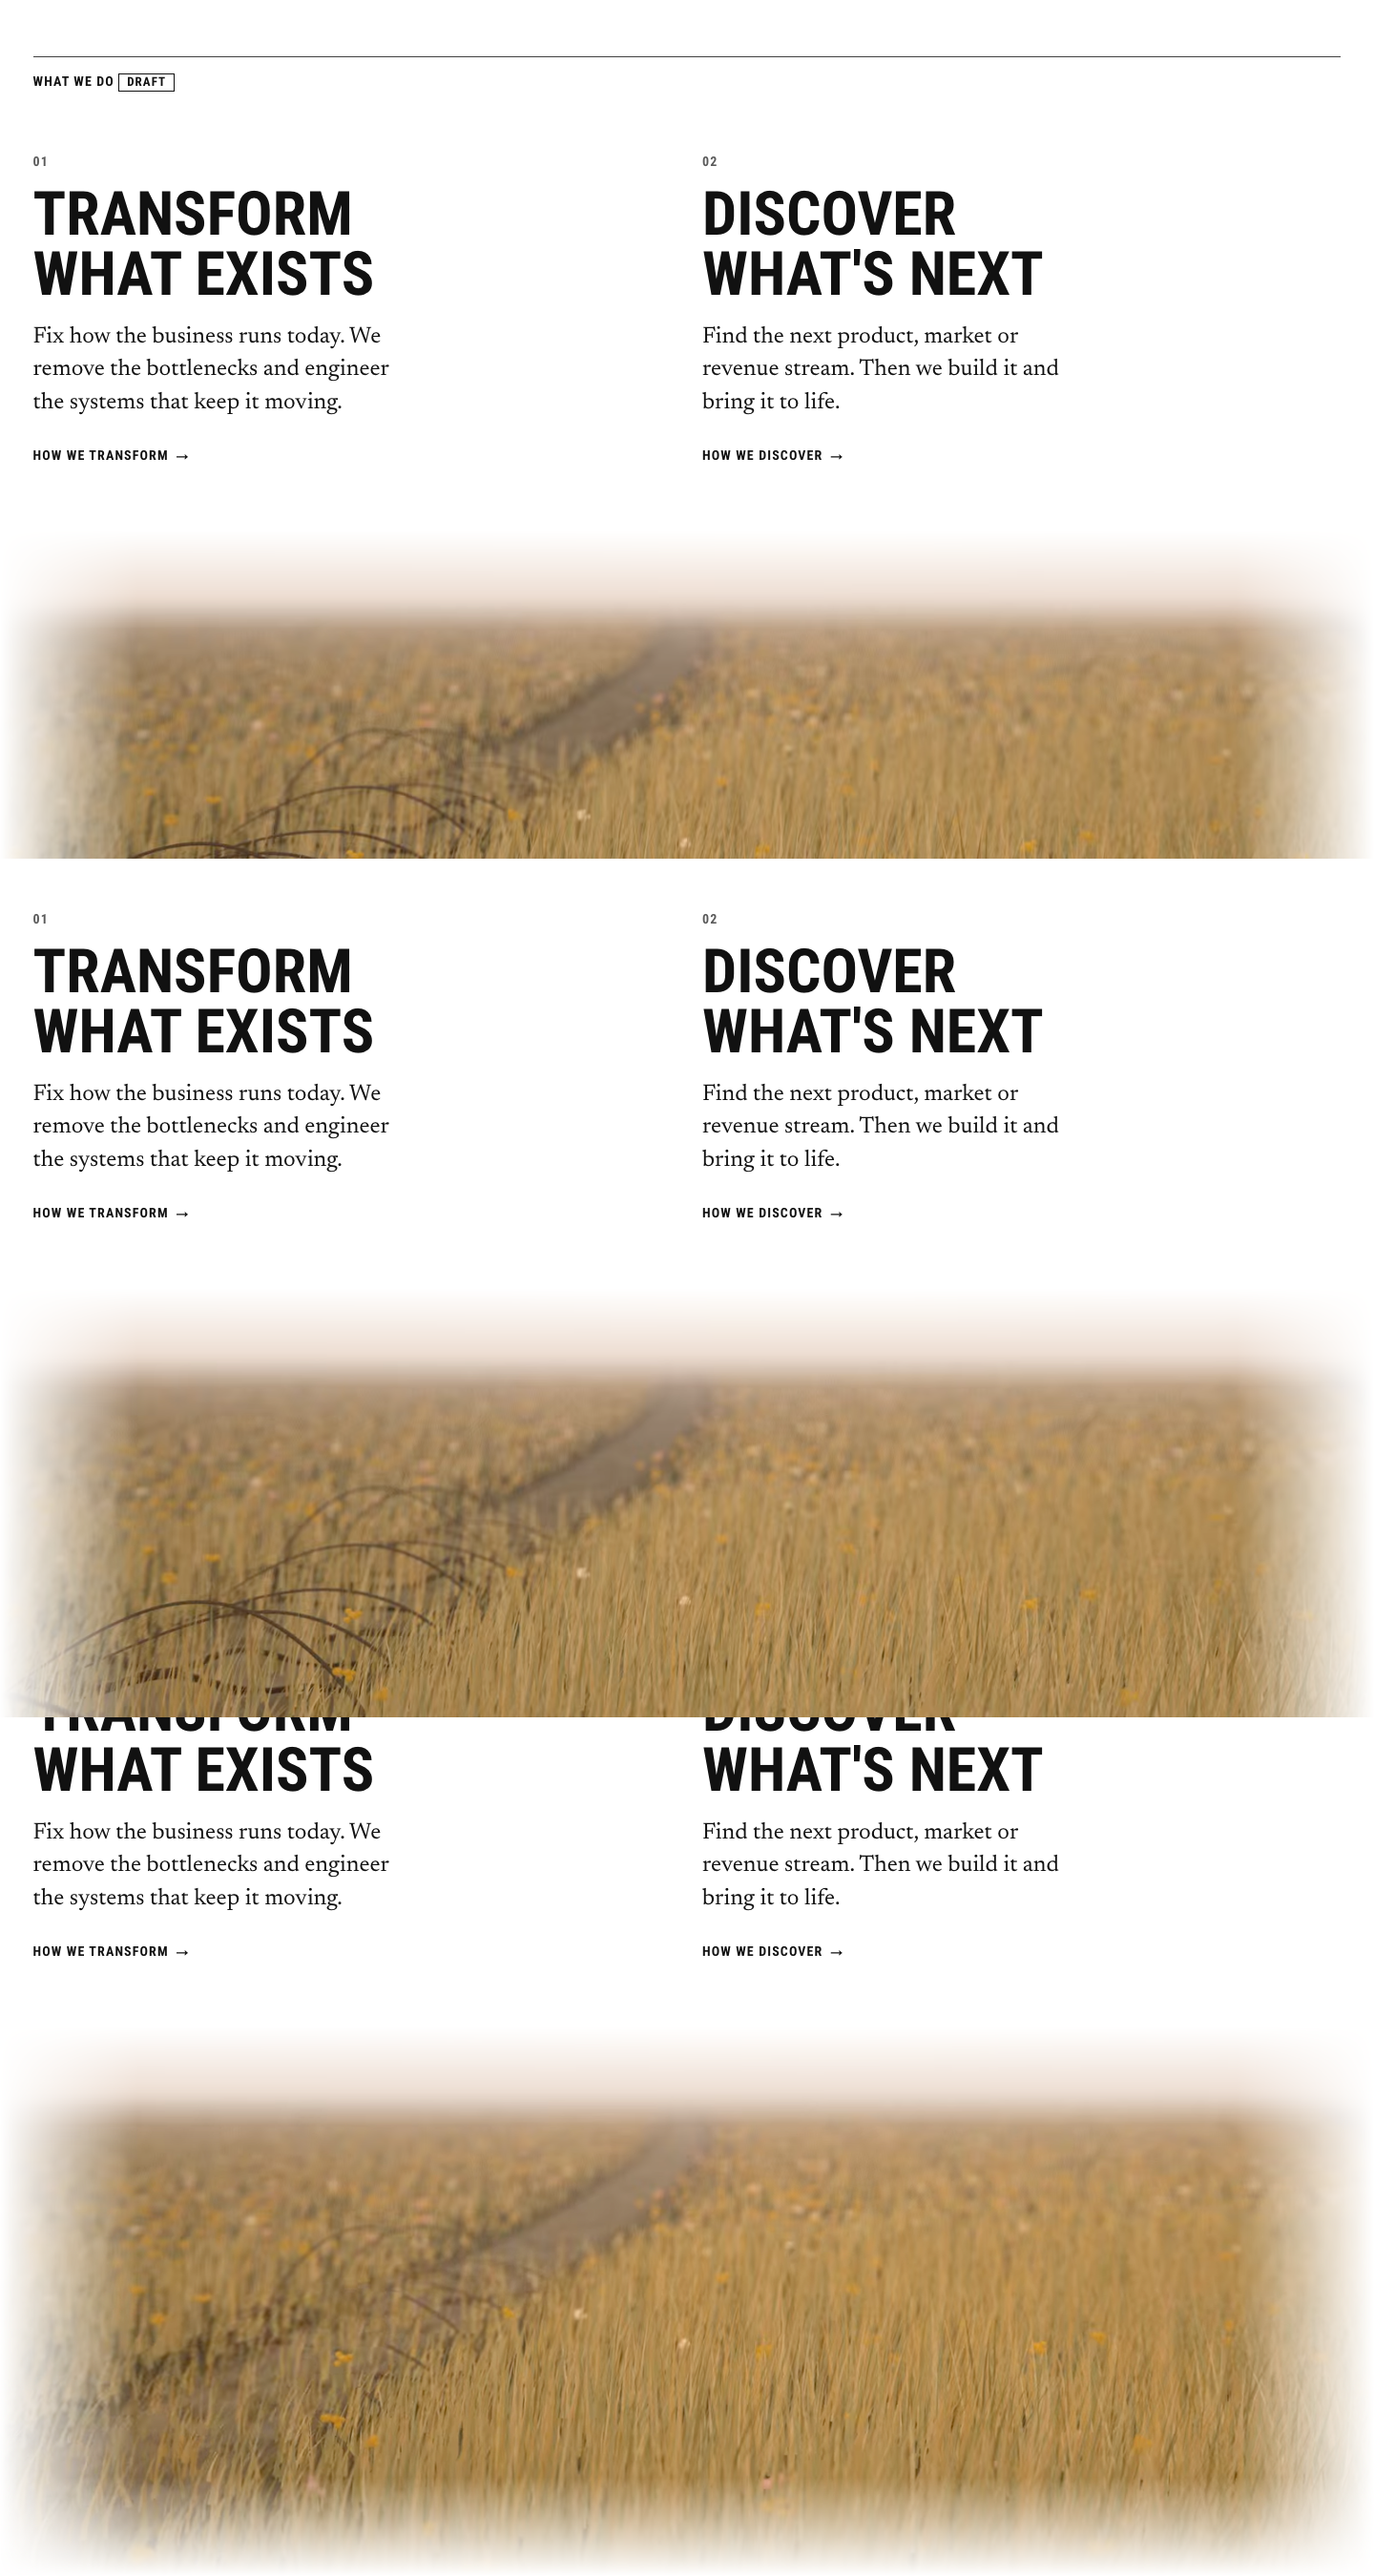 WHAT WE DO DRAFT
01
TRANSFORM
WHAT EXISTS
Fix how the business runs today. We
remove the bottlenecks and engineer
the systems that keep it moving.
HOW WE TRANSFORM →
02
DISCOVER
WHAT'S NEXT
Find the next product, market or
revenue stream. Then we build it and
bring it to life.
HOW WE DISCOVER →
01
TRANSFORM
WHAT EXISTS
Fix how the business runs today. We
remove the bottlenecks and engineer
the systems that keep it moving.
HOW WE TRANSFORM →
02
DISCOVER
WHAT'S NEXT
Find the next product, market or
revenue stream. Then we build it and
bring it to life.
HOW WE DISCOVER →
TRANSFORM
WHAT EXISTS
Fix how the business runs today. We
remove the bottlenecks and engineer
the systems that keep it moving.
HOW WE TRANSFORM →
DISCOVER
WHAT'S NEXT
Find the next product, market or
revenue stream. Then we build it and
bring it to life.
HOW WE DISCOVER →